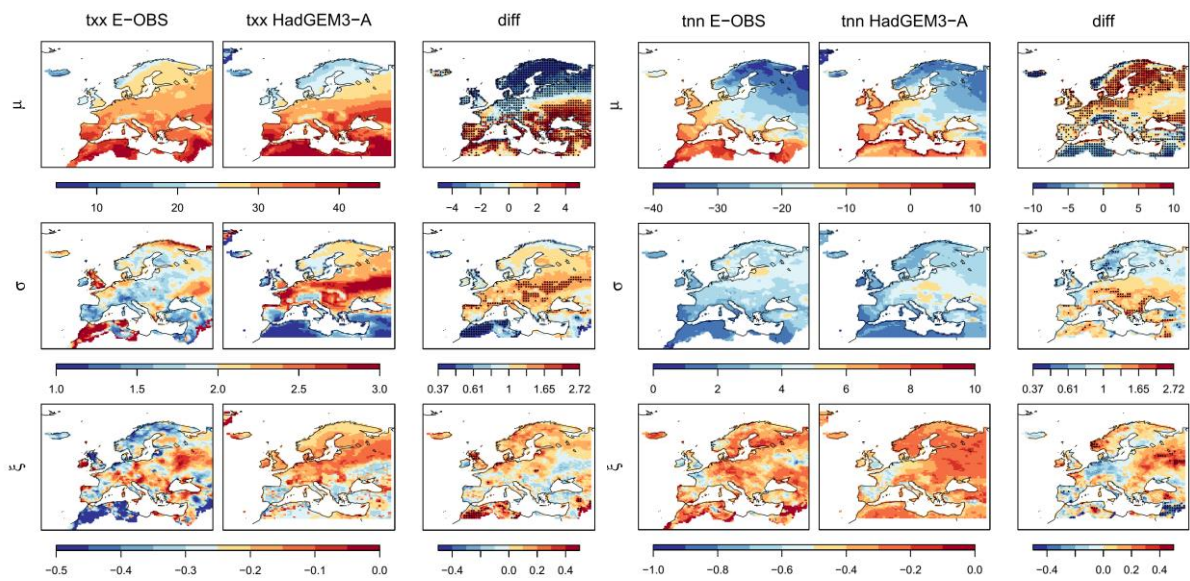 txx E−OBS txx HadGEM3−A diff tnn E−OBS tnn HadGEM3−A diff
μ μ
10 20 30 40 −4 −2 0 2 4 −40 −30 −20 −10 0 10 −10 −5 0 5 10
σ σ
1.0 1.5 2.0 2.5 3.0 0.37 0.61 1 1.65 2.72 0 2 4 6 8 10 0.37 0.61 1 1.65 2.72
ξ ξ
−0.5 −0.4 −0.3 −0.2 −0.1 0.0 −0.4 0.0 0.2 0.4 −1.0 −0.8 −0.6 −0.4 −0.2 0.0 −0.4 0.0 0.2 0.4